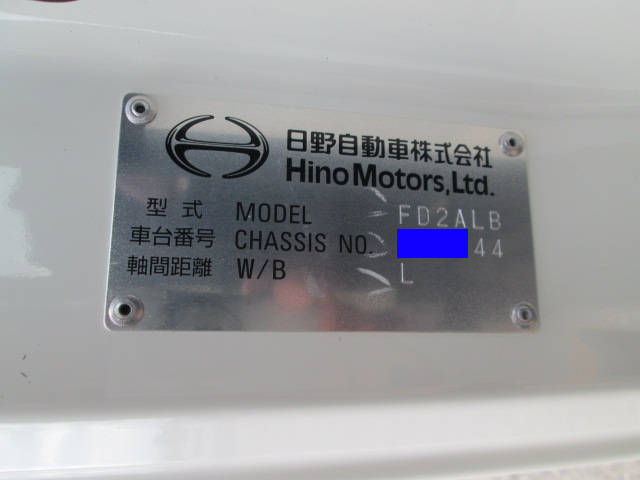 日野自動車株式会社
Hino Motors, Ltd.
型式 MODEL FD2ALB
車台番号 CHASSIS NO. 44
軸間距離 W/B L